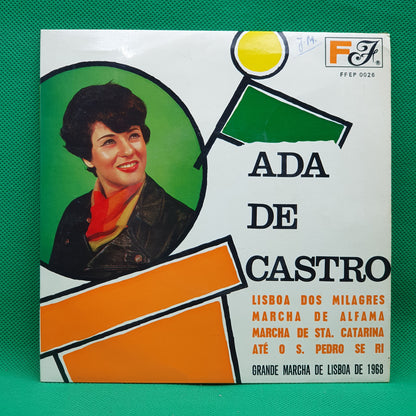 FF®
FFEP 0026
ADA
DE
CASTRO
LISBOA DOS MILAGRES
MARCHA DE ALFAMA
MARCHA DE STA. CATARINA
ATÉ O S. PEDRO SE RI
GRANDE MARCHA DE LISBOA DE 1968